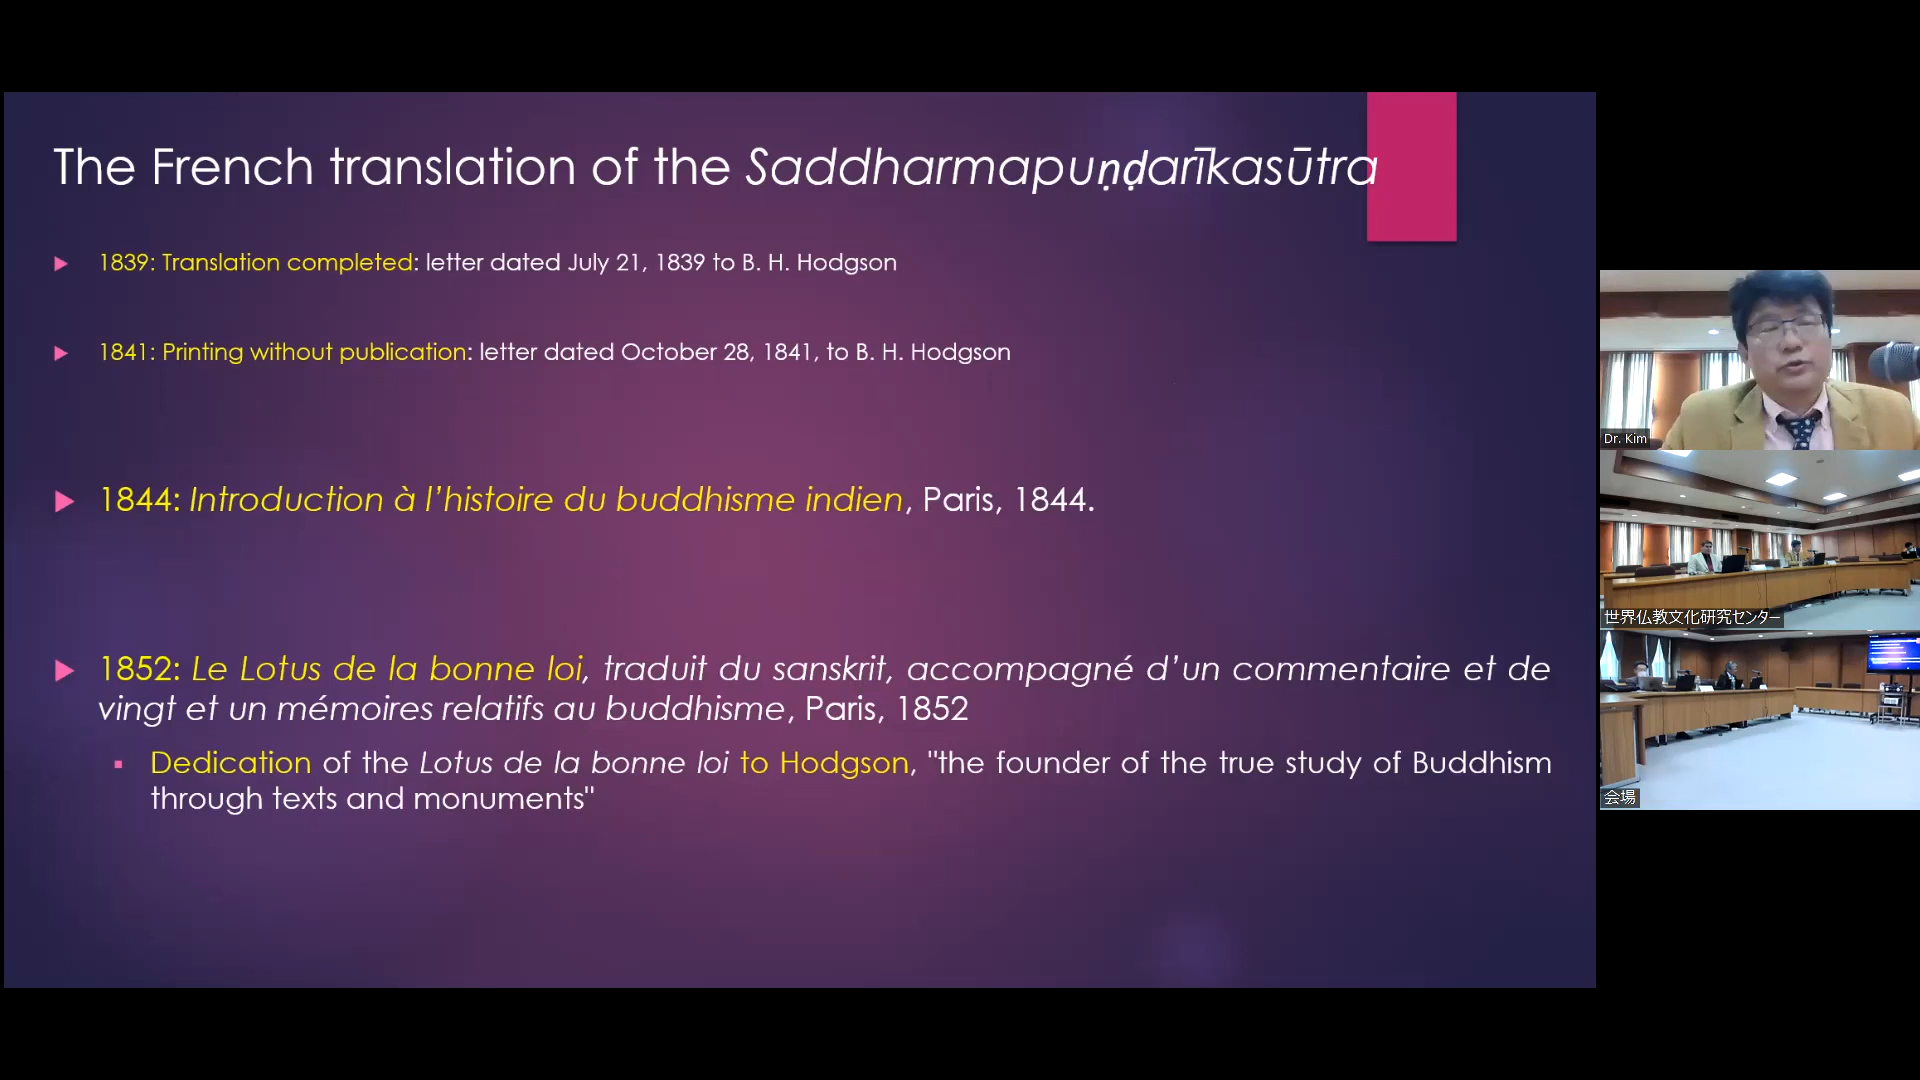 The French translation of the Saddharmapuṇḍarīkasūtra
1839: Translation completed: letter dated July 21, 1839 to B. H. Hodgson
1841: Printing without publication: letter dated October 28, 1841, to B. H. Hodgson
1844: Introduction à l’histoire du buddhisme indien, Paris, 1844.
1852: Le Lotus de la bonne loi, traduit du sanskrit, accompagné d’un commentaire et de
vingt et un mémoires relatifs au buddhisme, Paris, 1852
Dedication of the Lotus de la bonne loi to Hodgson, "the founder of the true study of Buddhism
through texts and monuments"
Dr. Kim
世界仏教文化研究センター
会場